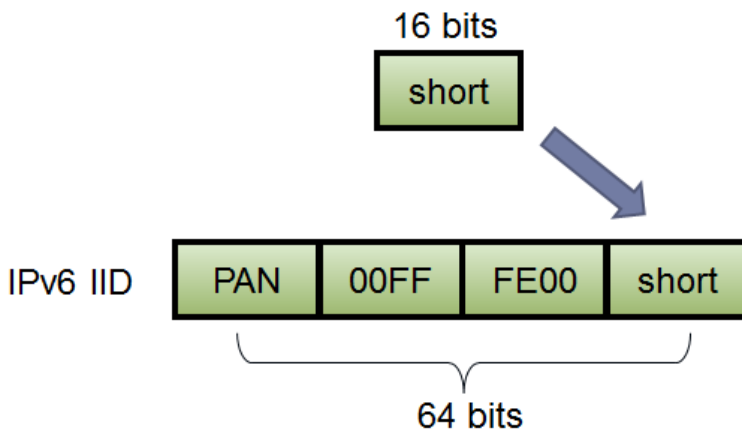 16 bits
short
IPv6 IID PAN 00FF FE00 short
64 bits